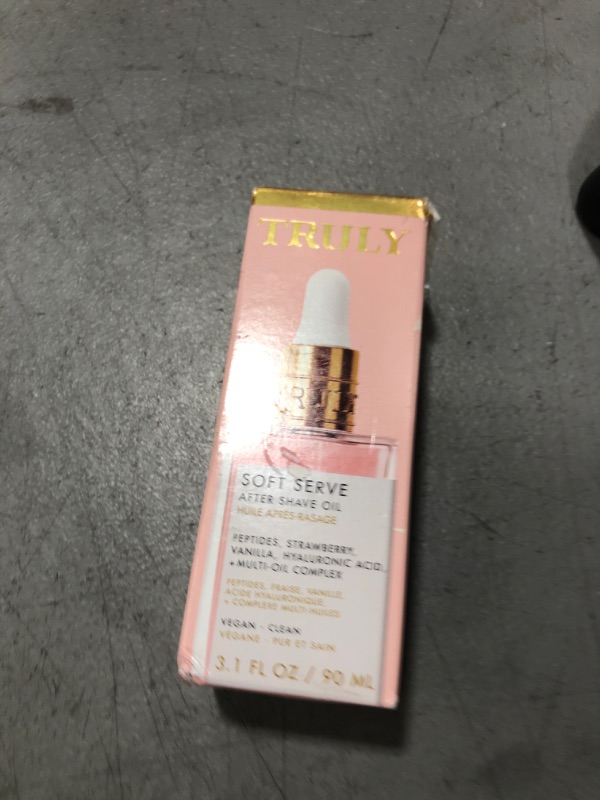 TRULY
SOFT SERVE
AFTER SHAVE OIL
HUILE APRÈS-RASAGE
PEPTIDES, STRAWBERRY,
VANILLA, HYALURONIC ACID,
+ MULTI-OIL COMPLEX
PEPTIDES, FRAISE, VANILLE,
ACIDE HYALURONIQUE,
+ COMPLEXE MULTI-HUILES
VEGAN - CLEAN
VÉGANE - PUR ET SAIN
3.1 FL OZ // 90 ML